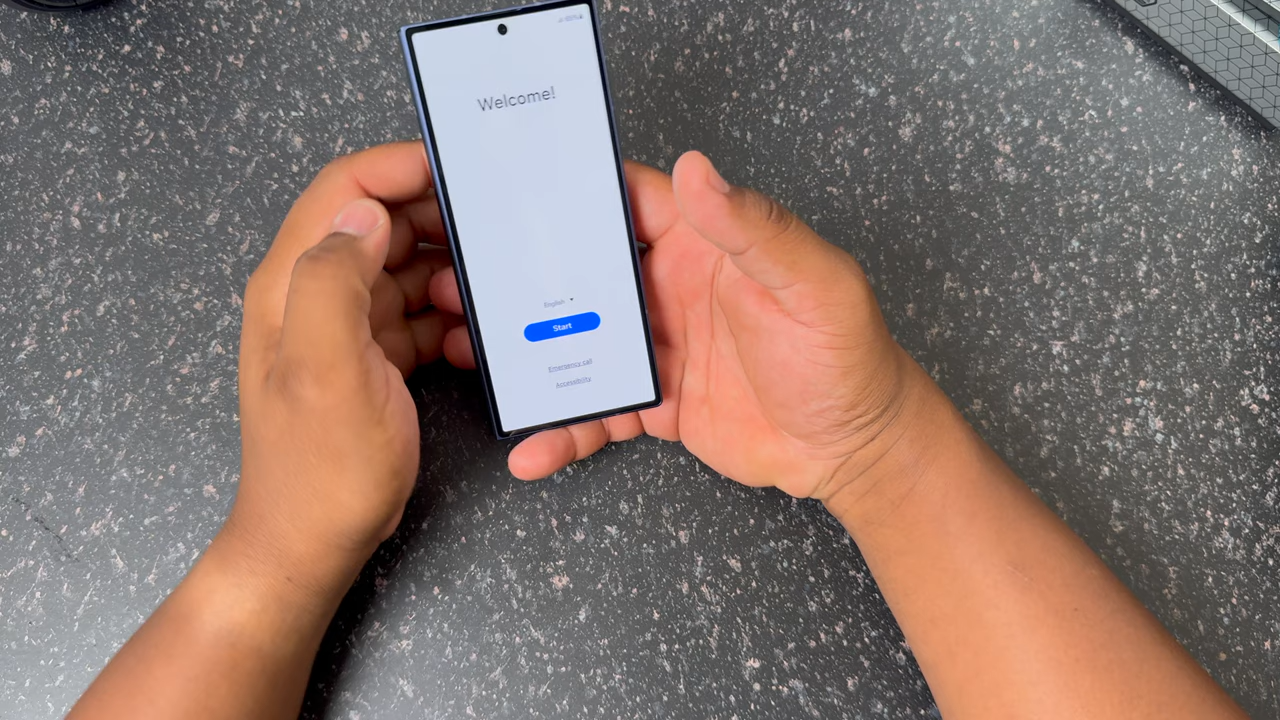 Welcome!
English
Start
Emergency call
Accessibility